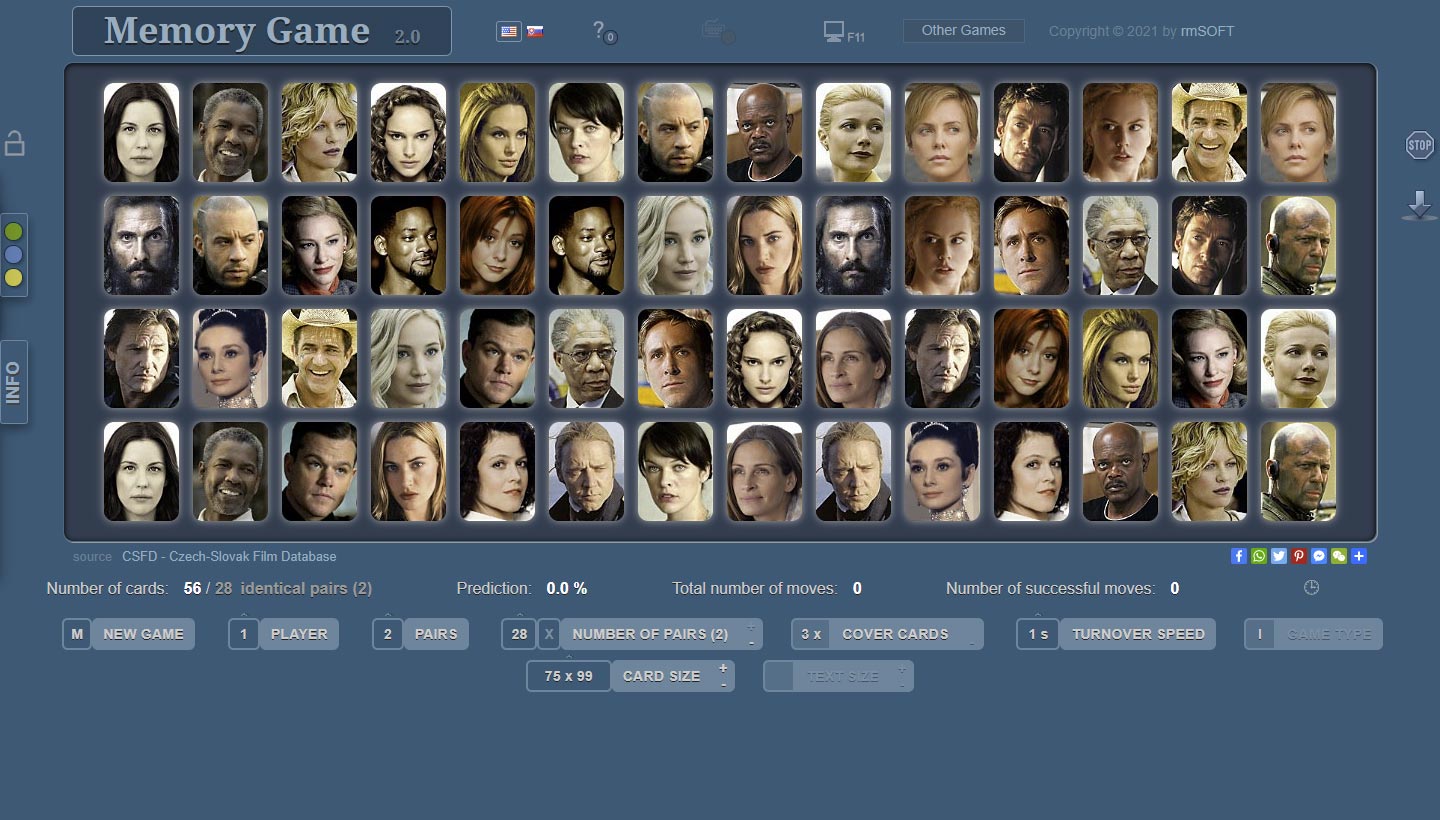 Memory Game 2.0
? 0
F11
Other Games
Copyright © 2021 by rmSOFT
STOP
INFO
source CSFD - Czech-Slovak Film Database
Number of cards: 56 / 28 identical pairs (2)
Prediction: 0.0 %
Total number of moves: 0
Number of successful moves: 0
M NEW GAME
1 PLAYER
2 PAIRS
28 X NUMBER OF PAIRS (2) + -
3 x COVER CARDS -
1 s TURNOVER SPEED
I GAME TYPE
75 x 99 CARD SIZE + -
TEXT SIZE + -